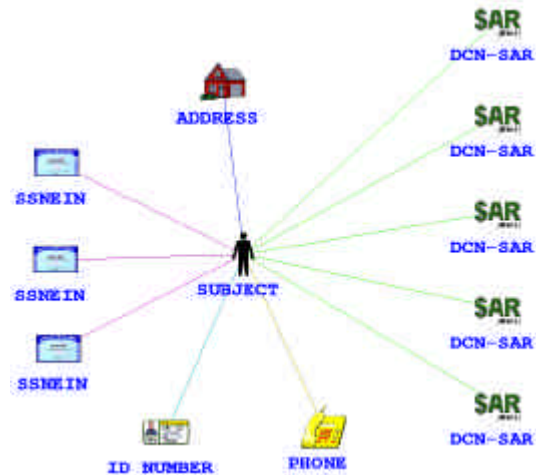 $AR
DCN-SAR
ADDRESS
$AR
DCN-SAR
SSNEIN
$AR
DCN-SAR
SSNEIN
SUBJECT
$AR
DCN-SAR
SSNEIN
$AR
DCN-SAR
ID NUMBER
PHONE